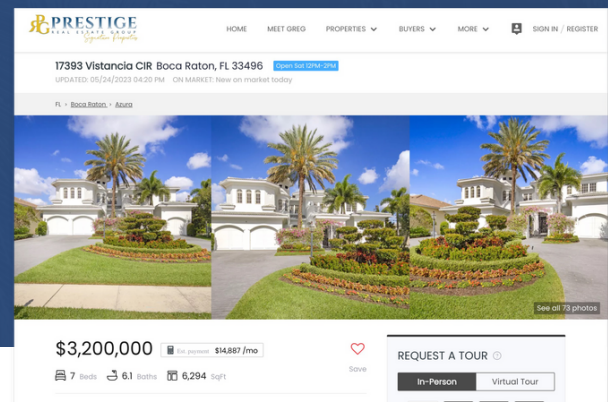 PRESTIGE
REAL ESTATE GROUP
Signature Properties
HOME MEET GREG PROPERTIES BUYERS MORE SIGN IN / REGISTER
17393 Vistancia CIR Boca Raton, FL 33496 Open Sat 12PM-2PM
UPDATED: 05/24/2023 04:20 PM ON MARKET: New on market today
FL > Boca Raton > Azura
See all 73 photos
$3,200,000 Est. payment $14,887 /mo
Save
7 Beds 6.1 Baths 6,294 SqFt
REQUEST A TOUR
In-Person Virtual Tour